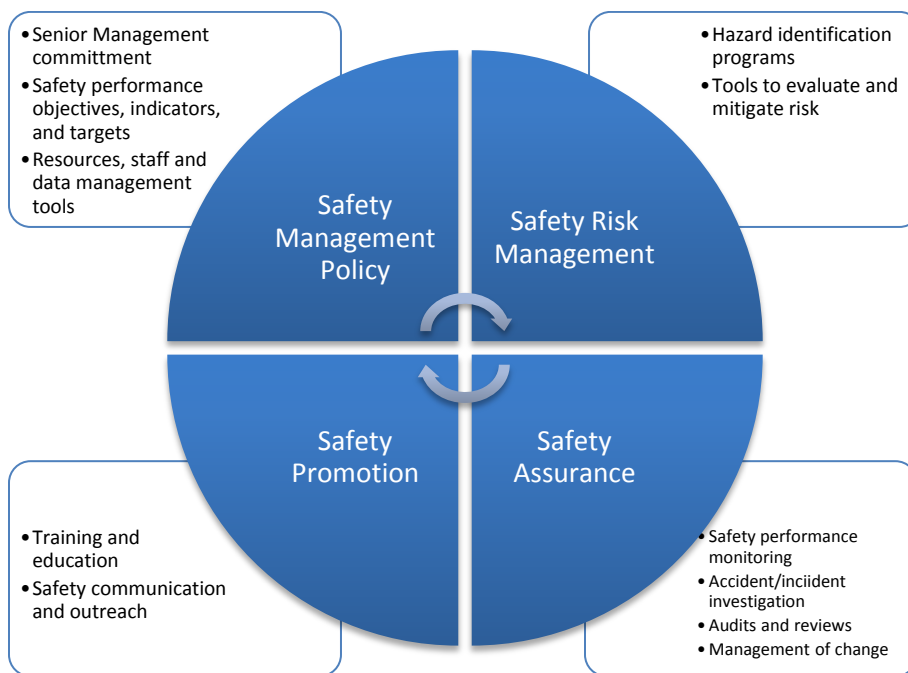 •Senior Management
committment
•Safety performance
objectives, indicators,
and targets
•Resources, staff and
data management
tools
•Hazard identification
programs
•Tools to evaluate and
mitigate risk
Safety
Management
Policy
Safety Risk
Management
Safety
Promotion
Safety
Assurance
•Training and
education
•Safety communication
and outreach
•Safety performance
monitoring
•Accident/inciident
investigation
•Audits and reviews
•Management of change